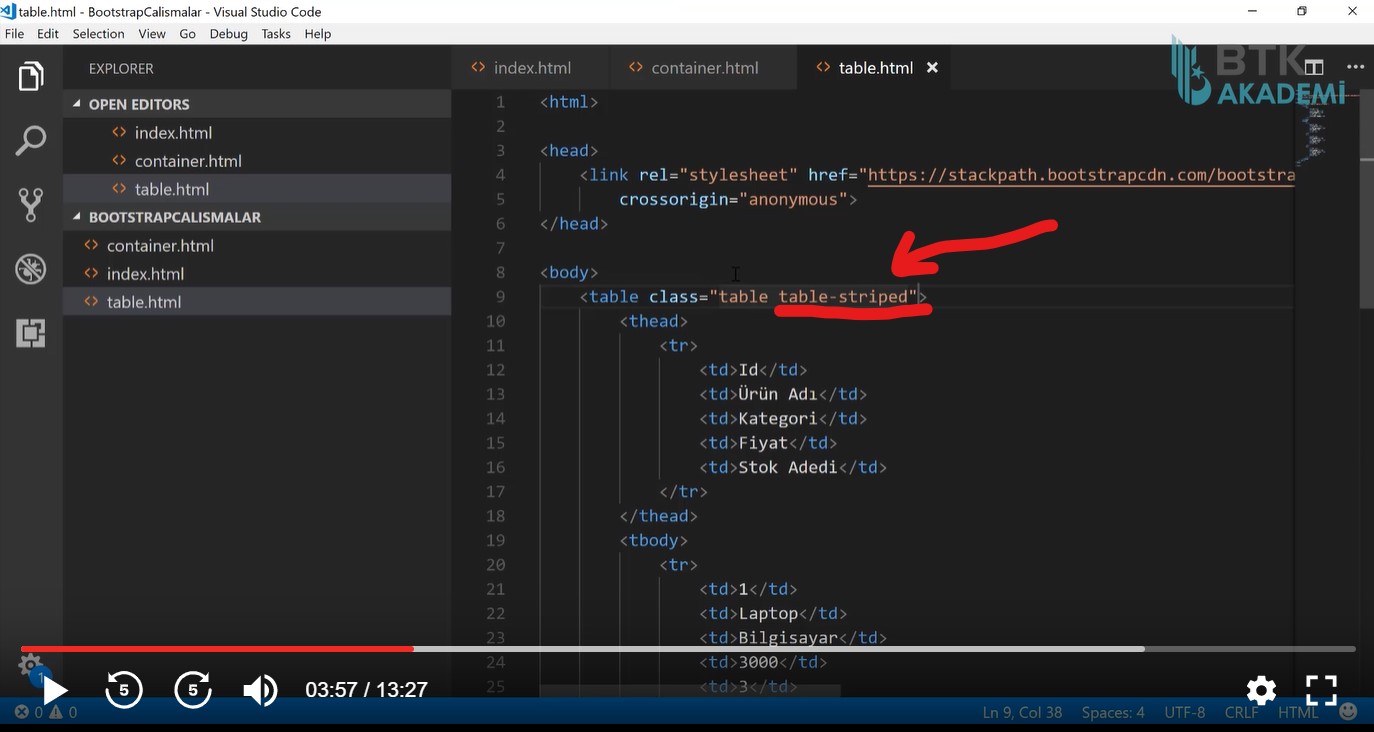 table.html - BootstrapCalismalar - Visual Studio Code
File Edit Selection View Go Debug Tasks Help
EXPLORER
OPEN EDITORS
index.html
container.html
table.html
BOOTSTRAPCALISMALAR
container.html
index.html
table.html
index.html container.html table.html
BTK
AKADEMİ
1 <html>
2
3 <head>
4 <link rel="stylesheet" href="https://stackpath.bootstrapcdn.com/bootstra
5 crossorigin="anonymous">
6 </head>
7
8 <body>
9 <table class="table table-striped">
10 <thead>
11 <tr>
12 <td>Id</td>
13 <td>Ürün Adı</td>
14 <td>Kategori</td>
15 <td>Fiyat</td>
16 <td>Stok Adedi</td>
17 </tr>
18 </thead>
19 <tbody>
20 <tr>
21 <td>1</td>
22 <td>Laptop</td>
23 <td>Bilgisayar</td>
24 <td>3000</td>
25 <td>3</td>
1
5 5 03:57 / 13:27
0 0 Ln 9, Col 38 Spaces: 4 UTF-8 CRLF HTML